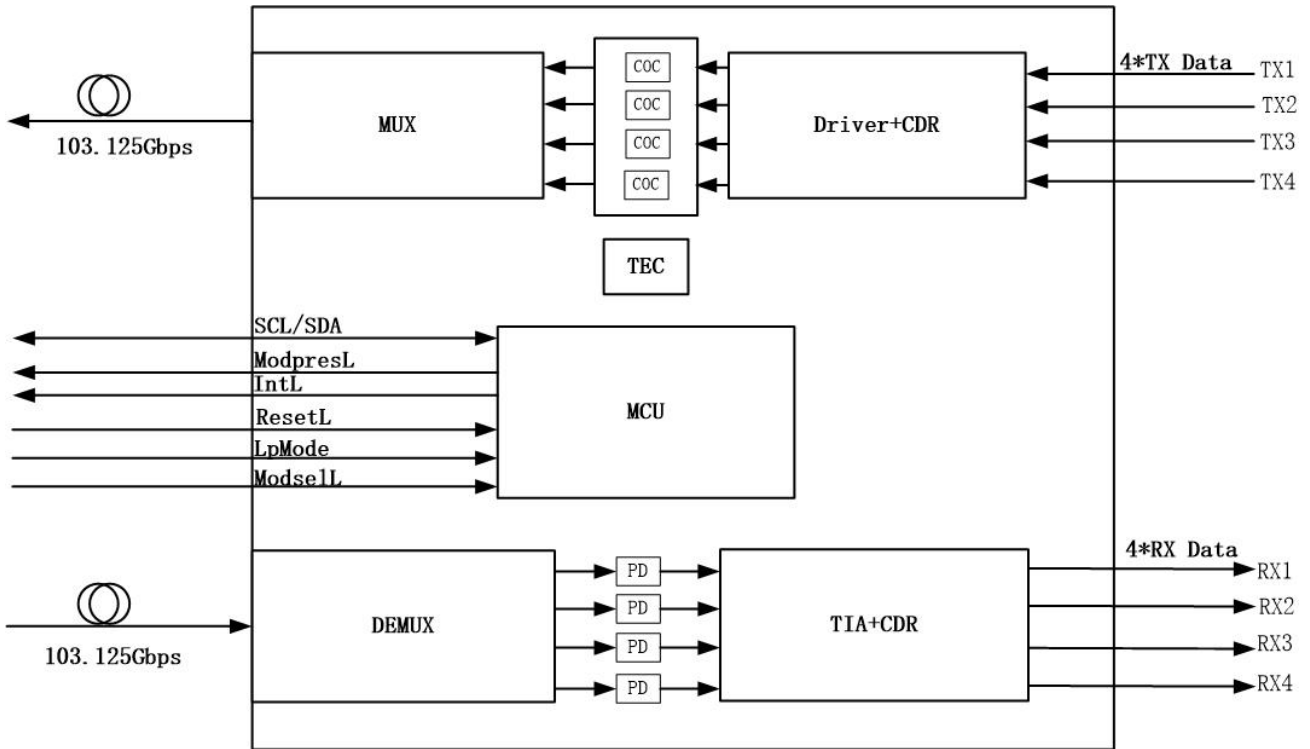 4*TX Data
TX1
COC
TX2
COC
MUX
Driver+CDR
TX3
COC
103.125Gbps
TX4
COC
TEC
SCL/SDA
ModpresL
IntL
ResetL
MCU
LpMode
ModselL
4*RX Data
RX1
PD
RX2
PD
DEMUX
TIA+CDR
RX3
PD
103.125Gbps
RX4
PD